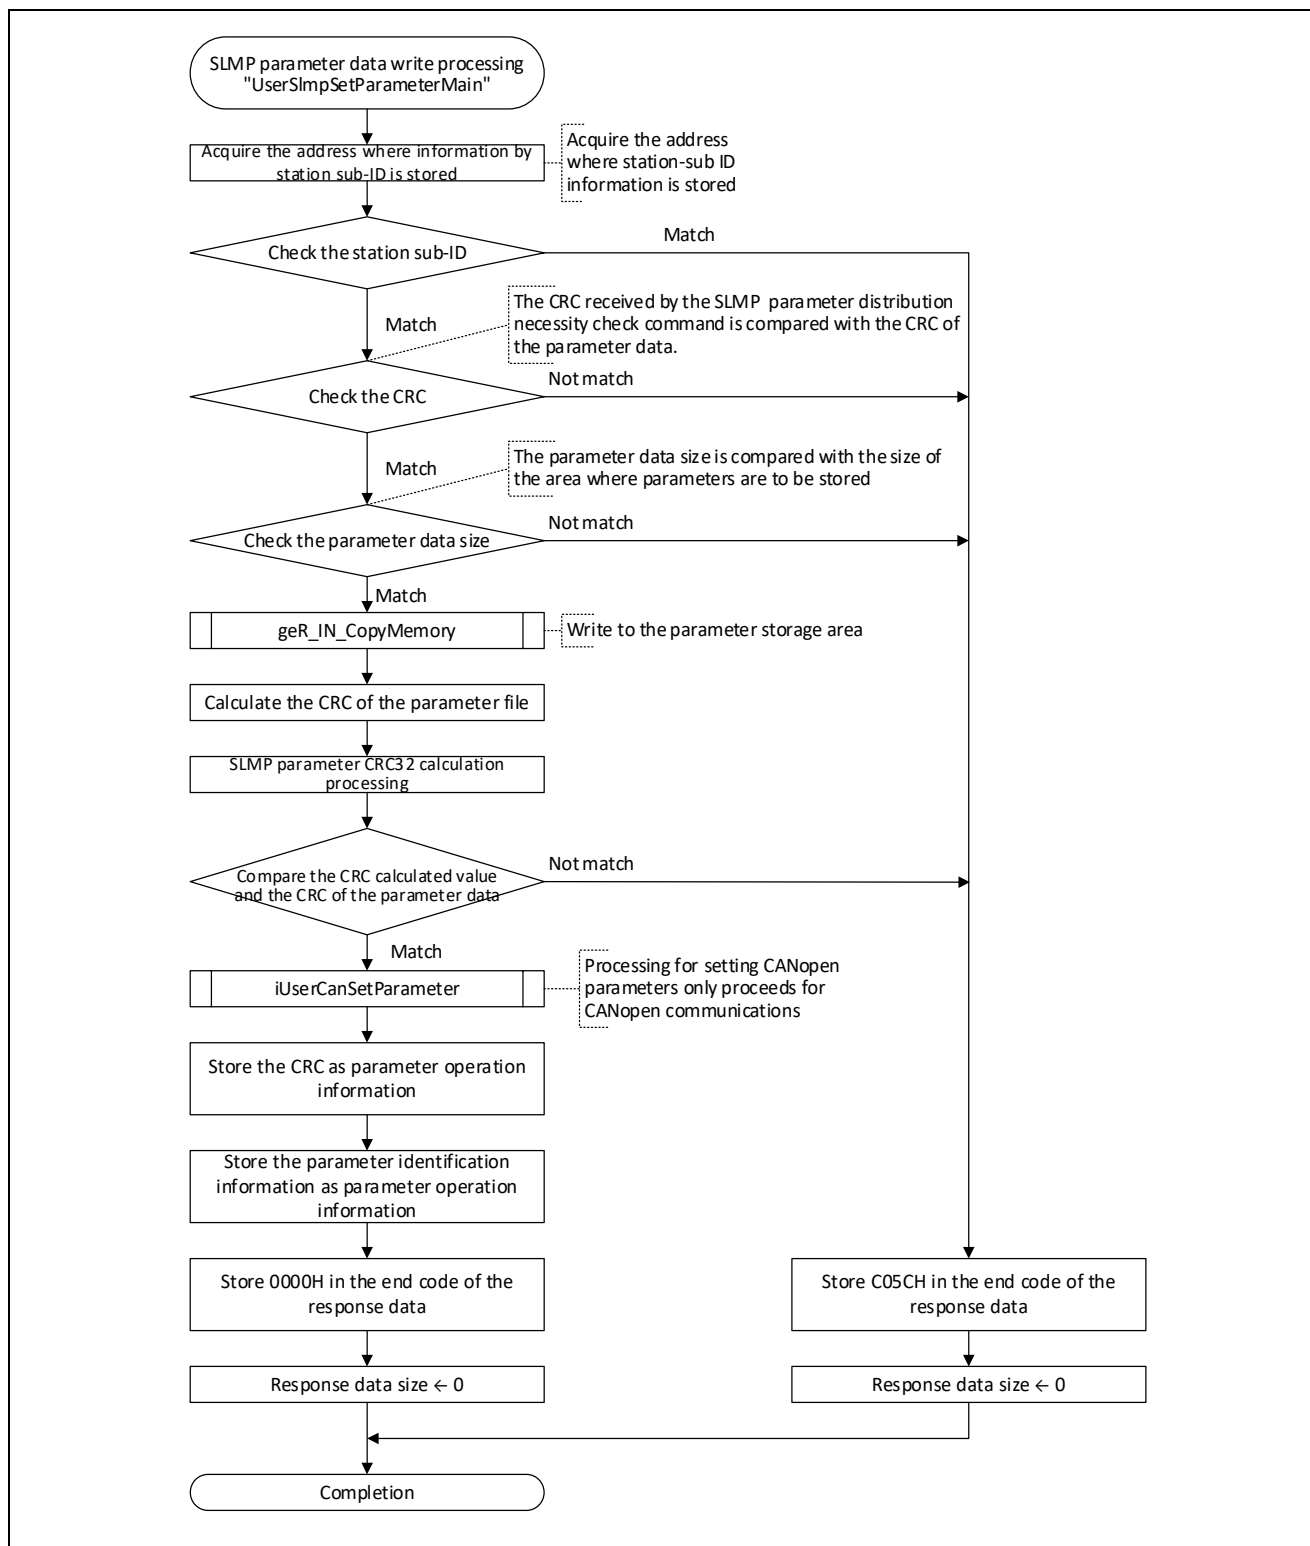 SLMP parameter data write processing
"UserSlmpSetParameterMain"
Acquire the address where information by
station sub-ID is stored
Acquire the address
where station-sub ID
information is stored
Check the station sub-ID
Match
Match
The CRC received by the SLMP parameter distribution
necessity check command is compared with the CRC of
the parameter data.
Check the CRC
Not match
Match
The parameter data size is compared with the size of
the area where parameters are to be stored
Check the parameter data size
Not match
Match
geR_IN_CopyMemory
Write to the parameter storage area
Calculate the CRC of the parameter file
SLMP parameter CRC32 calculation
processing
Compare the CRC calculated value
and the CRC of the parameter data
Not match
Match
iUserCanSetParameter
Processing for setting CANopen
parameters only proceeds for
CANopen communications
Store the CRC as parameter operation
information
Store the parameter identification
information as parameter operation
information
Store 0000H in the end code of the
response data
Store C05CH in the end code of the
response data
Response data size ← 0
Response data size ← 0
Completion